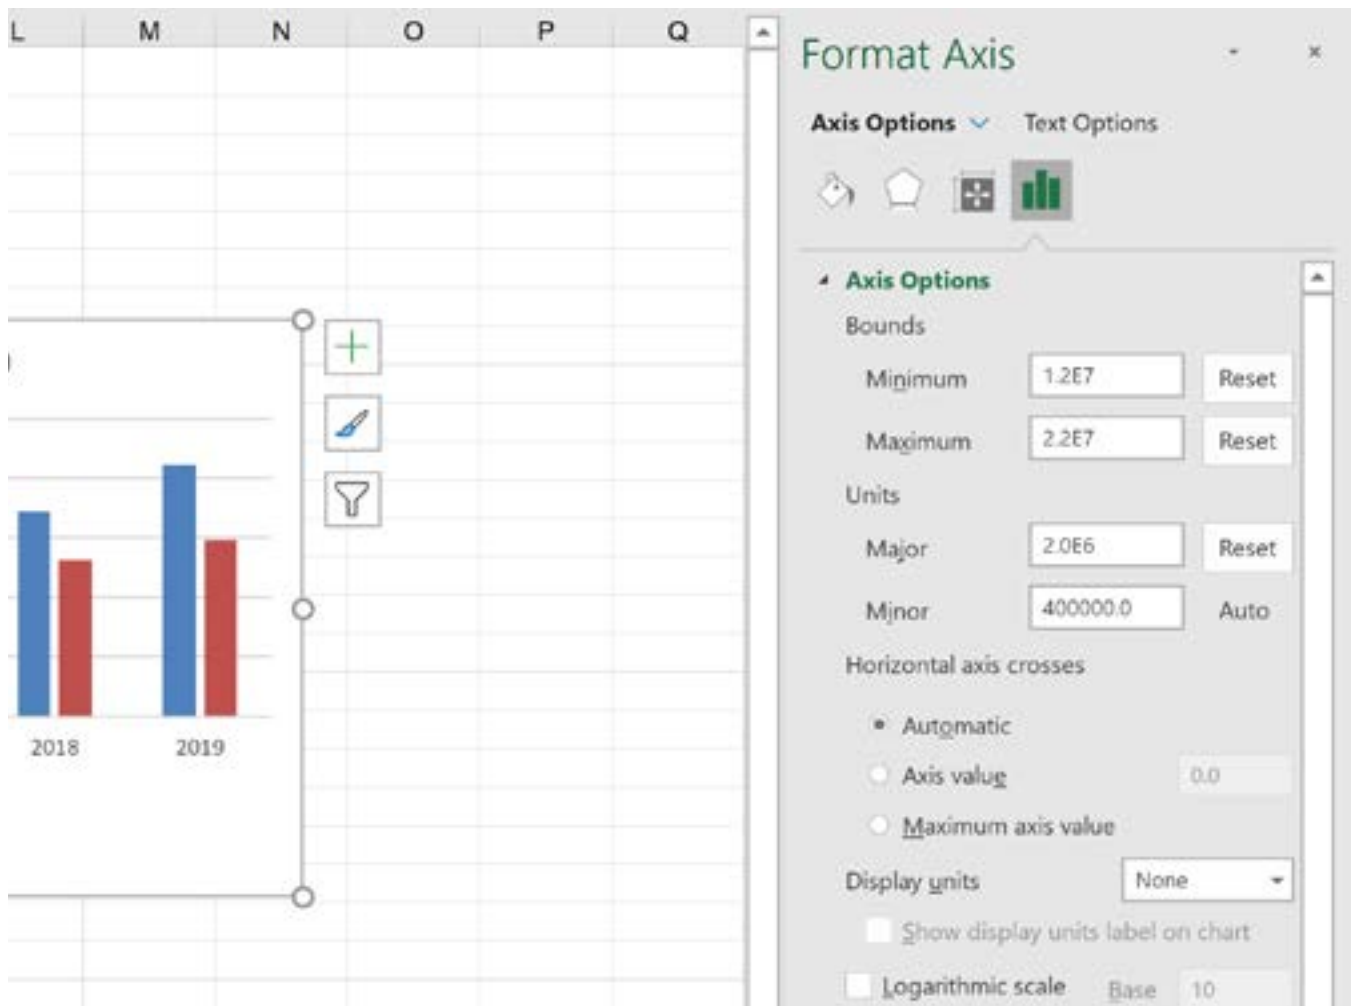 L M N O P Q
Format Axis
Axis Options Text Options
Axis Options
Bounds
Minimum 1.2E7 Reset
Maximum 2.2E7 Reset
Units
Major 2.0E6 Reset
Minor 400000.0 Auto
Horizontal axis crosses
Automatic
Axis value 0.0
Maximum axis value
Display units None
Show display units label on chart
Logarithmic scale Base 10
2018 2019